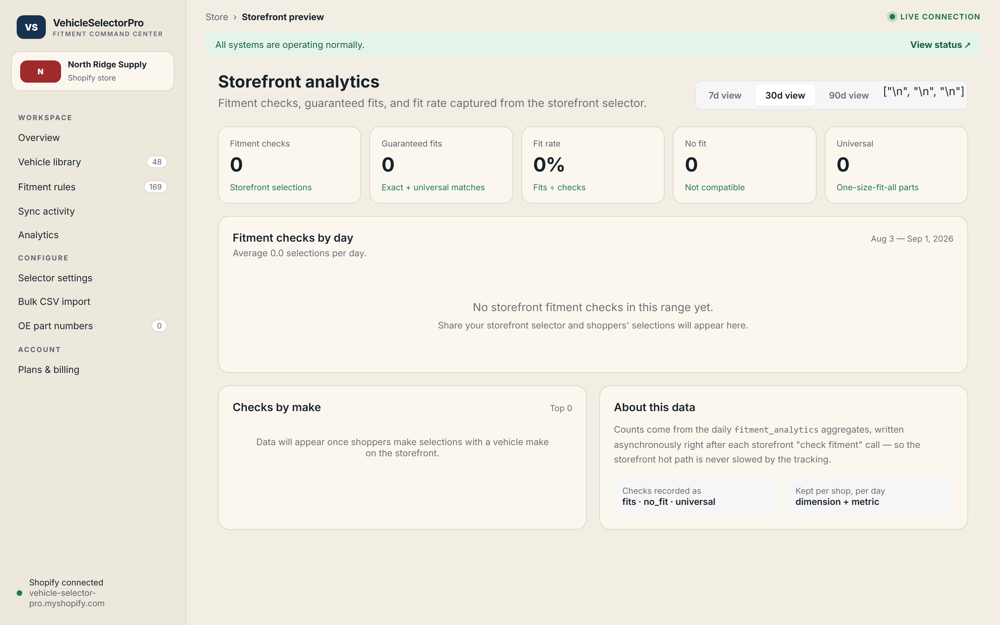 VS
VehicleSelectorPro
FITMENT COMMAND CENTER
N
North Ridge Supply
Shopify store
WORKSPACE
Overview
Vehicle library 48
Fitment rules 169
Sync activity
Analytics
CONFIGURE
Selector settings
Bulk CSV import
OE part numbers 0
ACCOUNT
Plans & billing
Shopify connected
vehicle-selector-
pro.myshopify.com
Store › Storefront preview
LIVE CONNECTION
All systems are operating normally.
View status ↗
Storefront analytics
Fitment checks, guaranteed fits, and fit rate captured from the storefront selector.
7d view 30d view 90d view ["\n", "\n", "\n"]
Fitment checks
0
Storefront selections
Guaranteed fits
0
Exact + universal matches
Fit rate
0%
Fits ÷ checks
No fit
0
Not compatible
Universal
0
One-size-fit-all parts
Fitment checks by day
Aug 3 — Sep 1, 2026
Average 0.0 selections per day.
No storefront fitment checks in this range yet.
Share your storefront selector and shoppers' selections will appear here.
Checks by make
Top 0
Data will appear once shoppers make selections with a vehicle make
on the storefront.
About this data
Counts come from the daily fitment_analytics aggregates, written
asynchronously right after each storefront "check fitment" call — so the
storefront hot path is never slowed by the tracking.
Checks recorded as
fits · no_fit · universal
Kept per shop, per day
dimension + metric